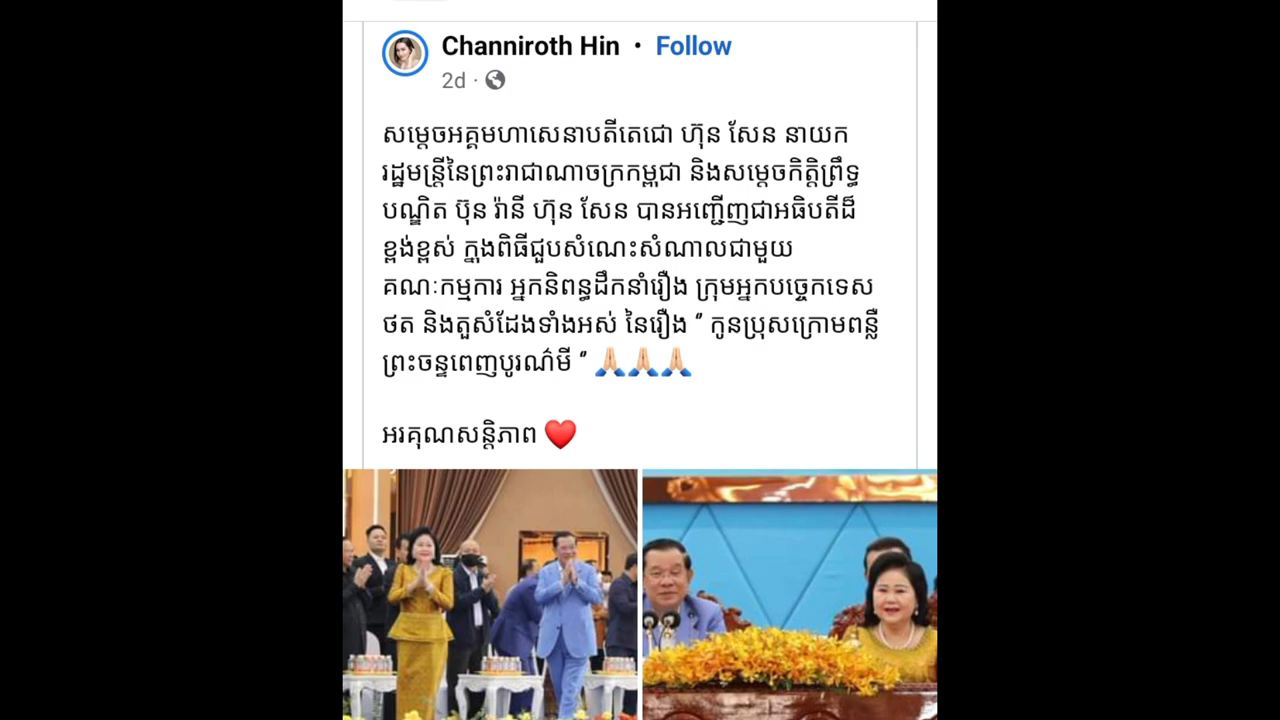 Channiroth Hin · Follow
2d ·
សម្តេចអគ្គមហាសេនាបតីតេជោ ហ៊ុន សែន នាយក
រដ្ឋមន្ត្រីនៃព្រះរាជាណាចក្រកម្ពុជា និងសម្តេចកិត្តិព្រឹទ្ធ
បណ្ឌិត ប៊ុន រ៉ានី ហ៊ុន សែន បានអញ្ជើញជាអធិបតីដ៏
ខ្ពង់ខ្ពស់ ក្នុងពិធីជួបសំណេះសំណាលជាមួយ
គណៈកម្មការ អ្នកនិពន្ធដឹកនាំរឿង ក្រុមអ្នកបច្ចេកទេស
ថត និងតួសំដែងទាំងអស់ នៃរឿង “ កូនប្រុសក្រោមពន្លឺ
ព្រះចន្ទពេញបូរណ៌មី ” 🙏🏻🙏🏻🙏🏻
អរគុណសន្តិភាព ❤️